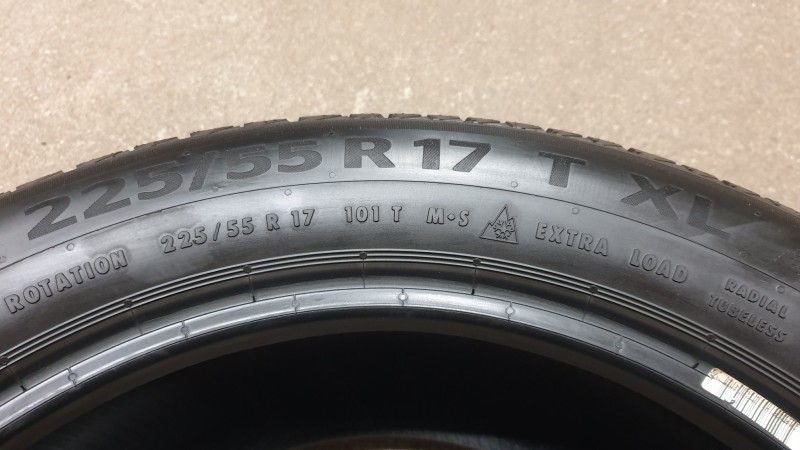 225/55 R 17 T XL
ROTATION 225/55 R 17 101 T M•S EXTRA LOAD RADIAL
TUBELESS